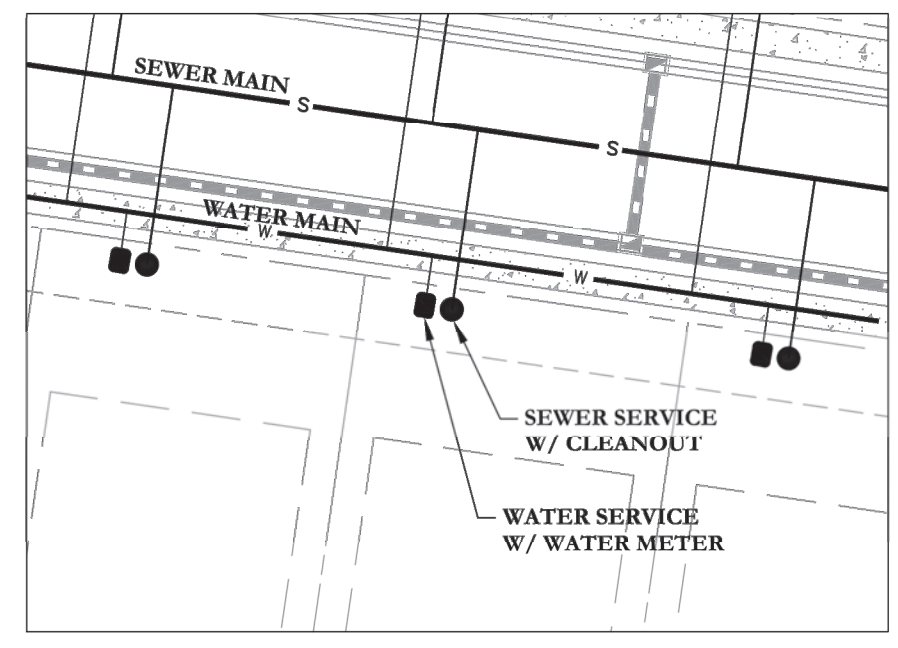 SEWER MAIN
S
S
WATER MAIN
W
W
SEWER SERVICE
W/ CLEANOUT
WATER SERVICE
W/ WATER METER